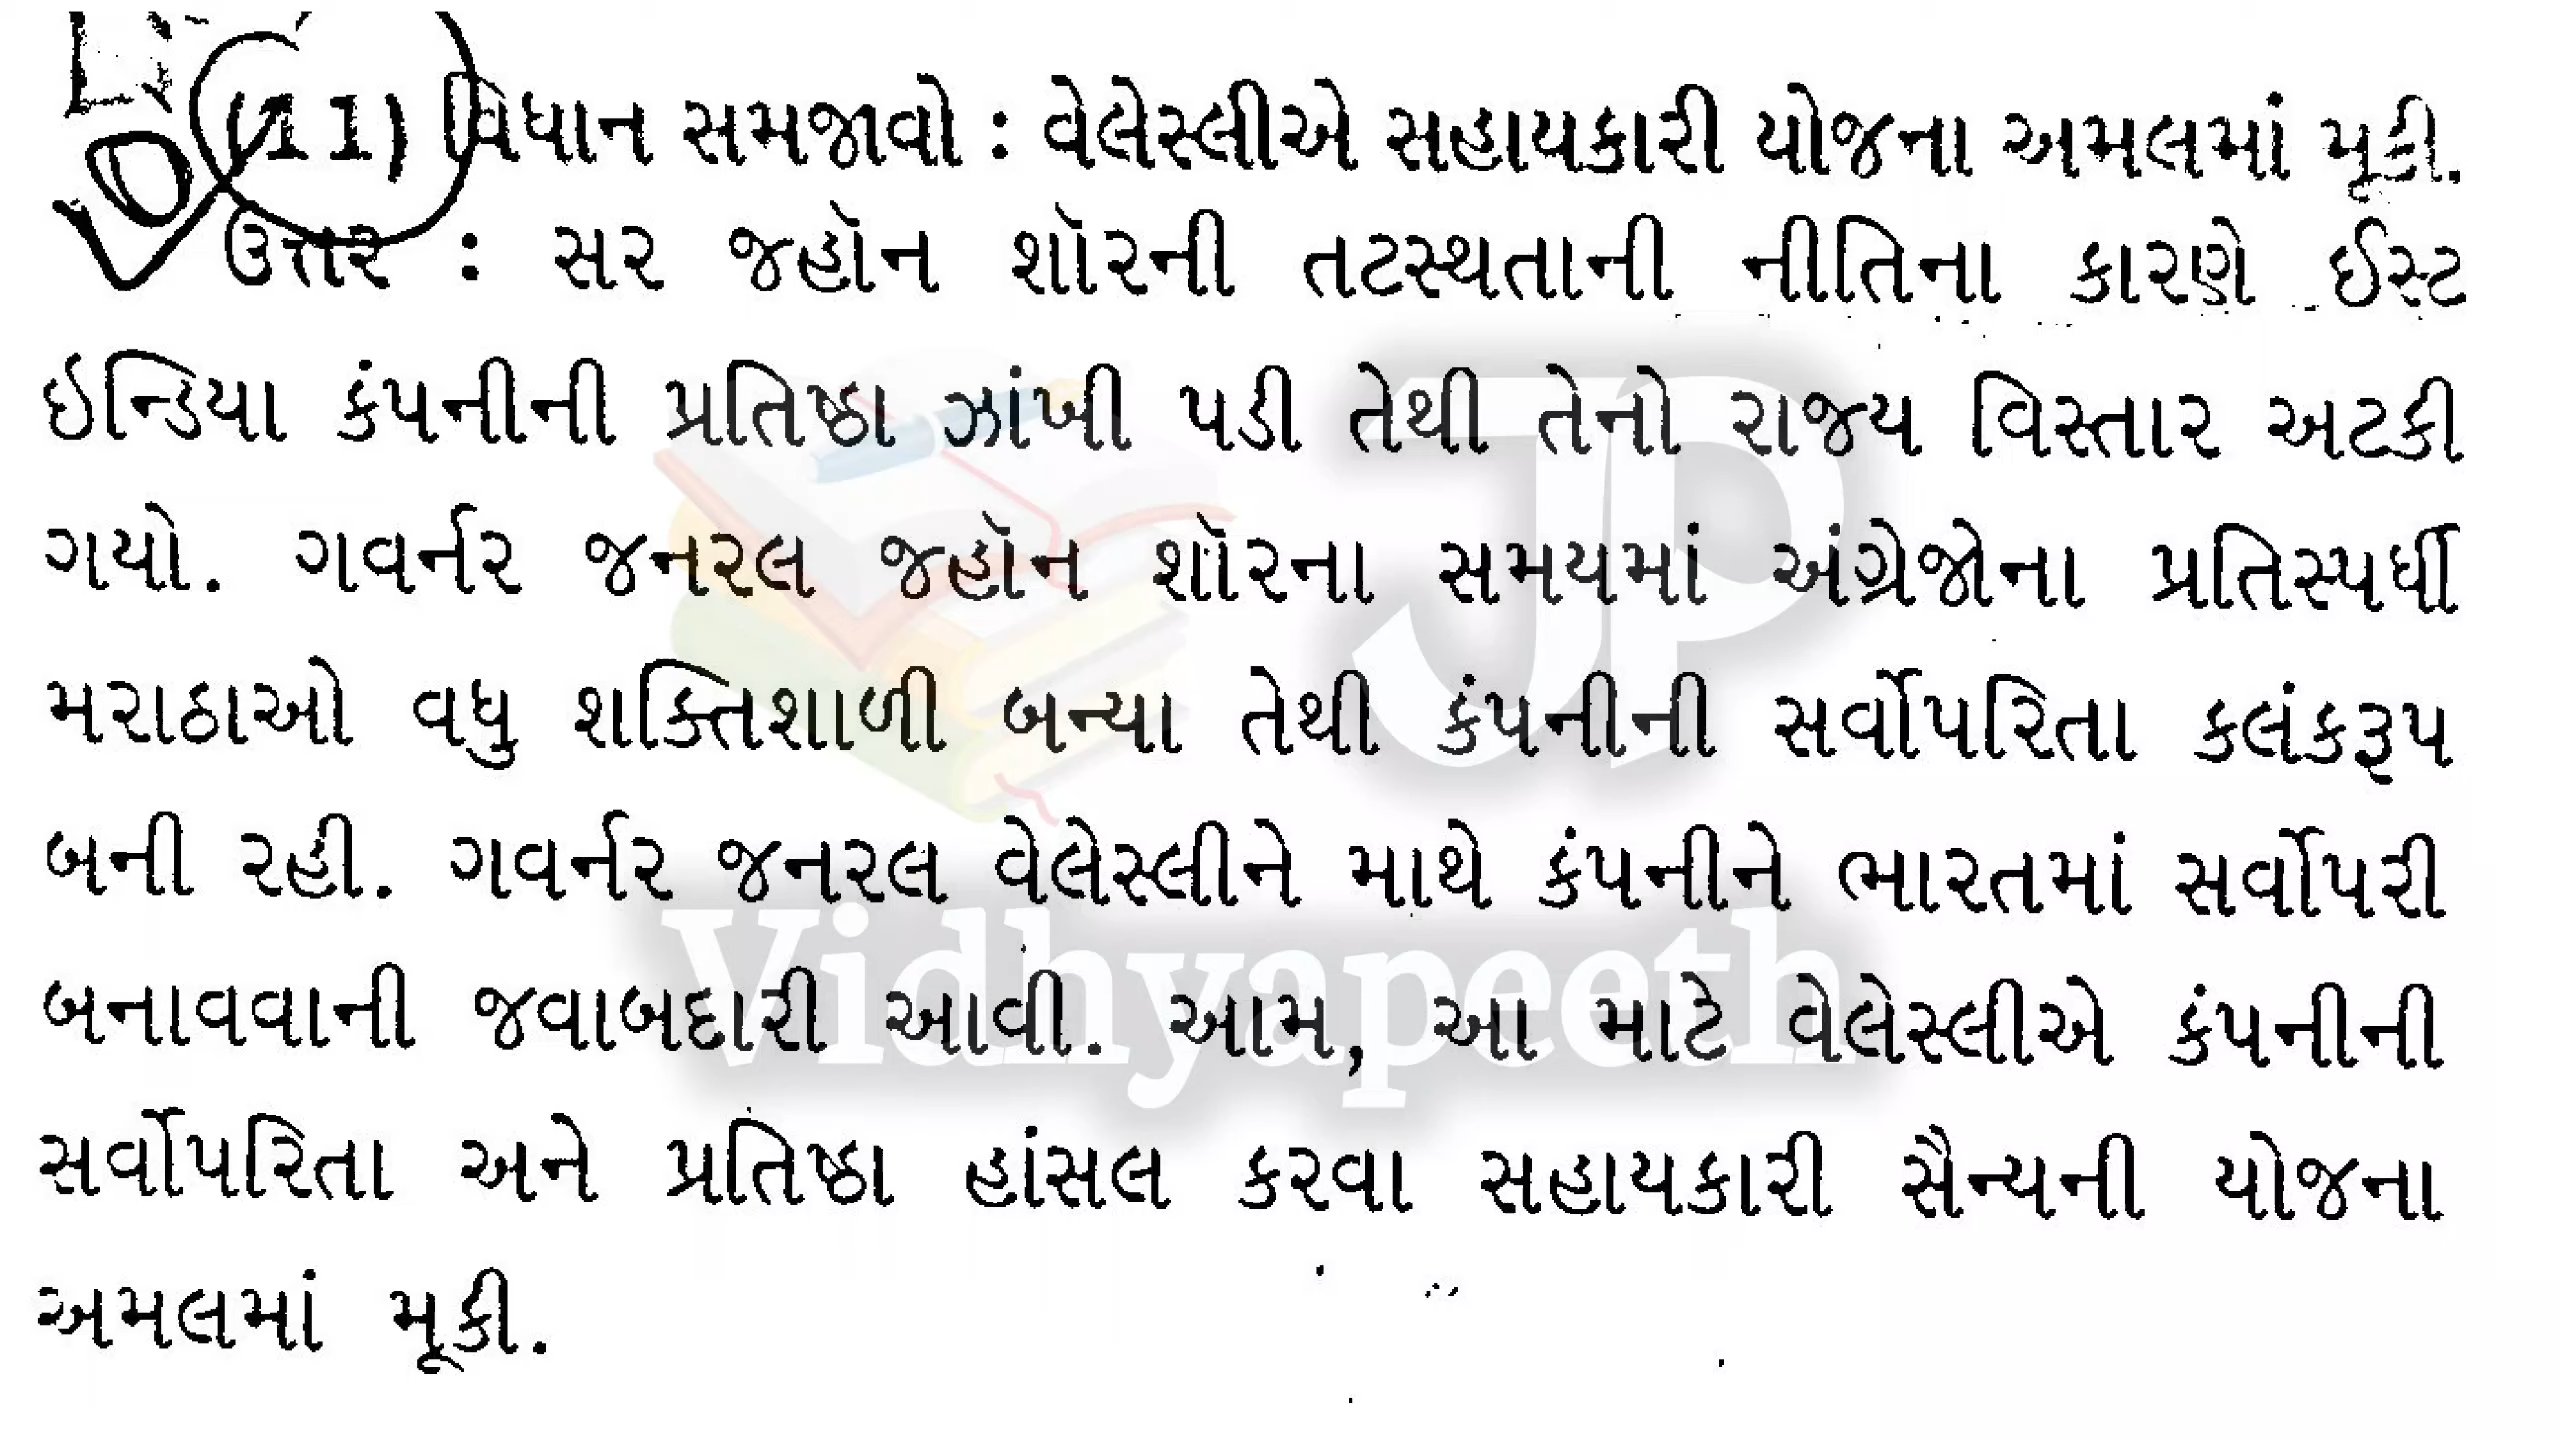 (11) વિધાન સમજાવો : વેલેસ્લીએ સહાયકારી યોજના અમલમાં મૂકી.
ઉત્તર : સર જ્હૉન શૉરની તટસ્થતાની નીતિના કારણે ઈસ્ટ
ઇન્ડિયા કંપનીની પ્રતિષ્ઠા ઝાંખી પડી તેથી તેનો રાજ્ય વિસ્તાર અટકી
ગયો. ગવર્નર જનરલ જ્હૉન શૉરના સમયમાં અંગ્રેજોના પ્રતિસ્પર્ધી
મરાઠાઓ વધુ શક્તિશાળી બન્યા તેથી કંપનીની સર્વોપરિતા કલંકરૂપ
બની રહી. ગવર્નર જનરલ વેલેસ્લીને માથે કંપનીને ભારતમાં સર્વોપરી
બનાવવાની જવાબદારી આવી. આમ, આ માટે વેલેસ્લીએ કંપનીની
સર્વોપરિતા અને પ્રતિષ્ઠા હાંસલ કરવા સહાયકારી સૈન્યની યોજના
અમલમાં મૂકી.
JP
Vidhyapeeth